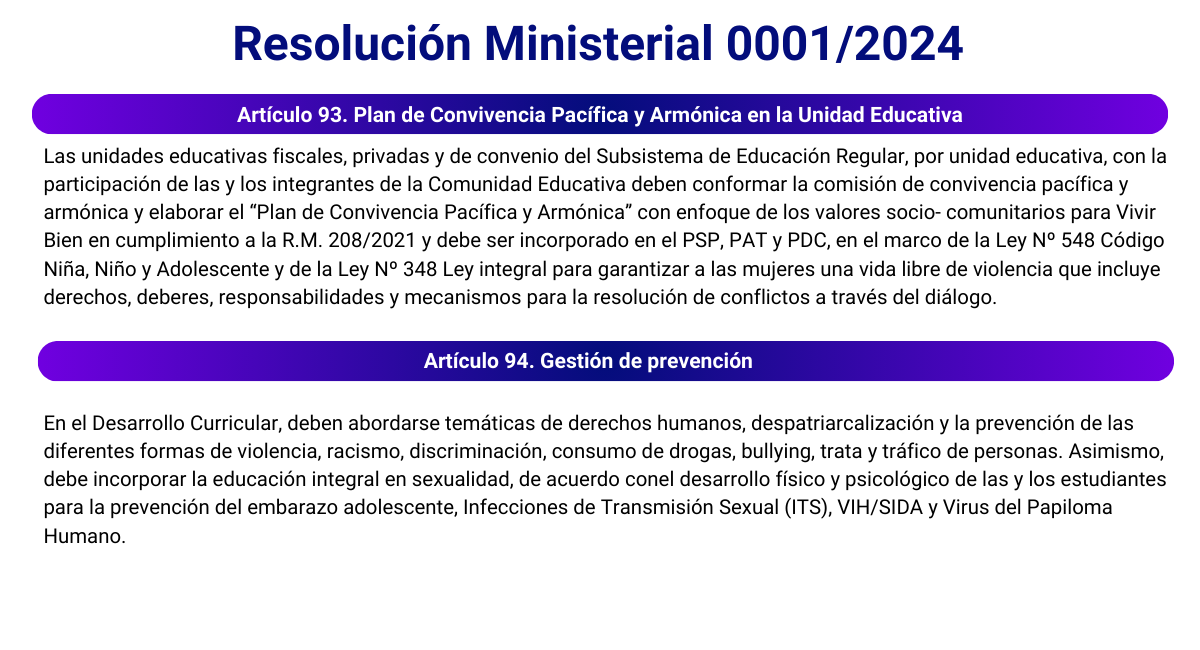 Resolución Ministerial 0001/2024
Artículo 93. Plan de Convivencia Pacífica y Armónica en la Unidad Educativa
Las unidades educativas fiscales, privadas y de convenio del Subsistema de Educación Regular, por unidad educativa, con la
participación de las y los integrantes de la Comunidad Educativa deben conformar la comisión de convivencia pacífica y
armónica y elaborar el “Plan de Convivencia Pacífica y Armónica” con enfoque de los valores socio- comunitarios para Vivir
Bien en cumplimiento a la R.M. 208/2021 y debe ser incorporado en el PSP, PAT y PDC, en el marco de la Ley Nº 548 Código
Niña, Niño y Adolescente y de la Ley Nº 348 Ley integral para garantizar a las mujeres una vida libre de violencia que incluye
derechos, deberes, responsabilidades y mecanismos para la resolución de conflictos a través del diálogo.
Artículo 94. Gestión de prevención
En el Desarrollo Curricular, deben abordarse temáticas de derechos humanos, despatriarcalización y la prevención de las
diferentes formas de violencia, racismo, discriminación, consumo de drogas, bullying, trata y tráfico de personas. Asimismo,
debe incorporar la educación integral en sexualidad, de acuerdo conel desarrollo físico y psicológico de las y los estudiantes
para la prevención del embarazo adolescente, Infecciones de Transmisión Sexual (ITS), VIH/SIDA y Virus del Papiloma
Humano.